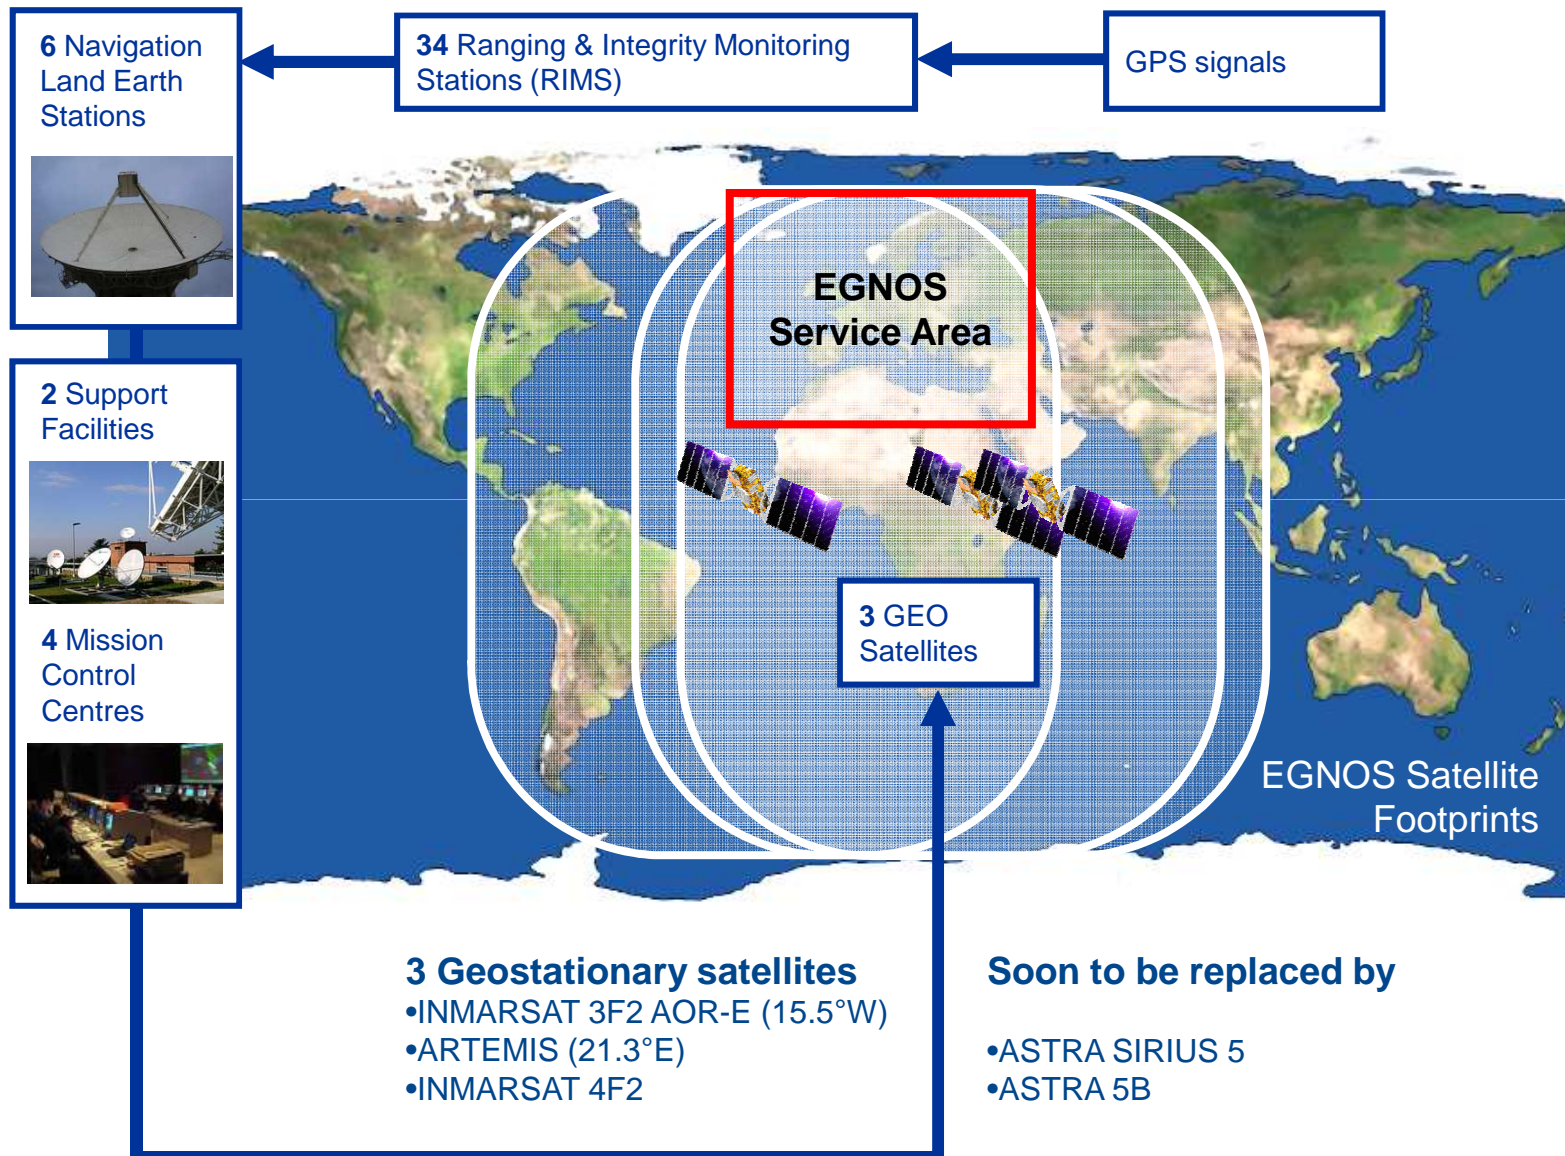 6 Navigation
Land Earth
Stations
34 Ranging & Integrity Monitoring
Stations (RIMS)
GPS signals
EGNOS
Service Area
2 Support
Facilities
4 Mission
Control
Centres
3 GEO
Satellites
EGNOS Satellite
Footprints
3 Geostationary satellites
•INMARSAT 3F2 AOR-E (15.5°W)
•ARTEMIS (21.3°E)
•INMARSAT 4F2
Soon to be replaced by
•ASTRA SIRIUS 5
•ASTRA 5B